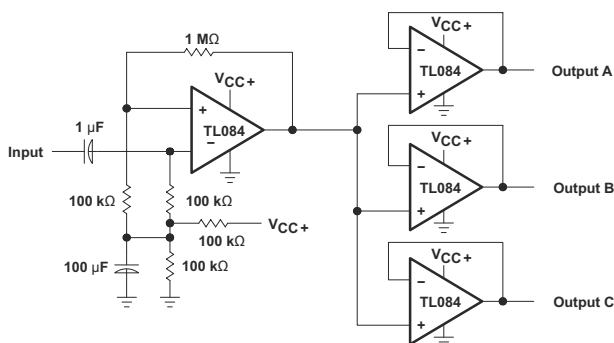 1 MΩ
VCC+
+
TL084
−
1 µF
Input
100 kΩ
100 kΩ
VCC+
100 kΩ
100 µF
100 kΩ
VCC+
−
TL084
+
Output A
VCC+
−
TL084
+
Output B
VCC+
−
TL084
+
Output C